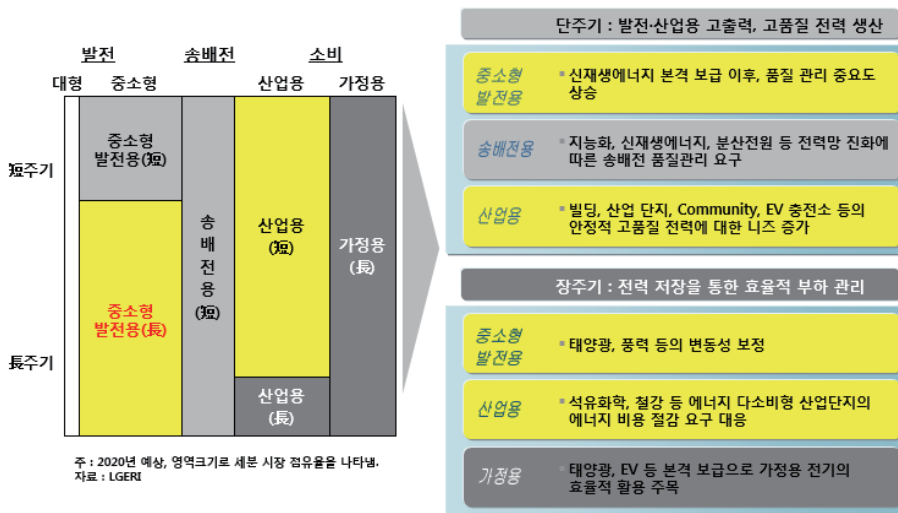 발전
송배전
소비
대형
중소형
산업용
가정용
短주기
長주기
중소형
발전용(短)
중소형
발전용(長)
송
배
전
용
(短)
산업용
(短)
산업용
(長)
가정용
(長)
주 : 2020년 예상, 영역크기로 세분 시장 점유율을 나타냄.
자료 : LGERI
단주기 : 발전·산업용 고출력, 고품질 전력 생산
중소형
발전용
▪ 신재생에너지 본격 보급 이후, 품질 관리 중요도
상승
송배전용
▪ 지능화, 신재생에너지, 분산전원 등 전력망 진화에
따른 송배전 품질관리 요구
산업용
▪ 빌딩, 산업 단지, Community, EV 충전소 등의
안정적 고품질 전력에 대한 니즈 증가
장주기 : 전력 저장을 통한 효율적 부하 관리
중소형
발전용
▪ 태양광, 풍력 등의 변동성 보정
산업용
▪ 석유화학, 철강 등 에너지 다소비형 산업단지의
에너지 비용 절감 요구 대응
가정용
▪ 태양광, EV 등 본격 보급으로 가정용 전기의
효율적 활용 주목